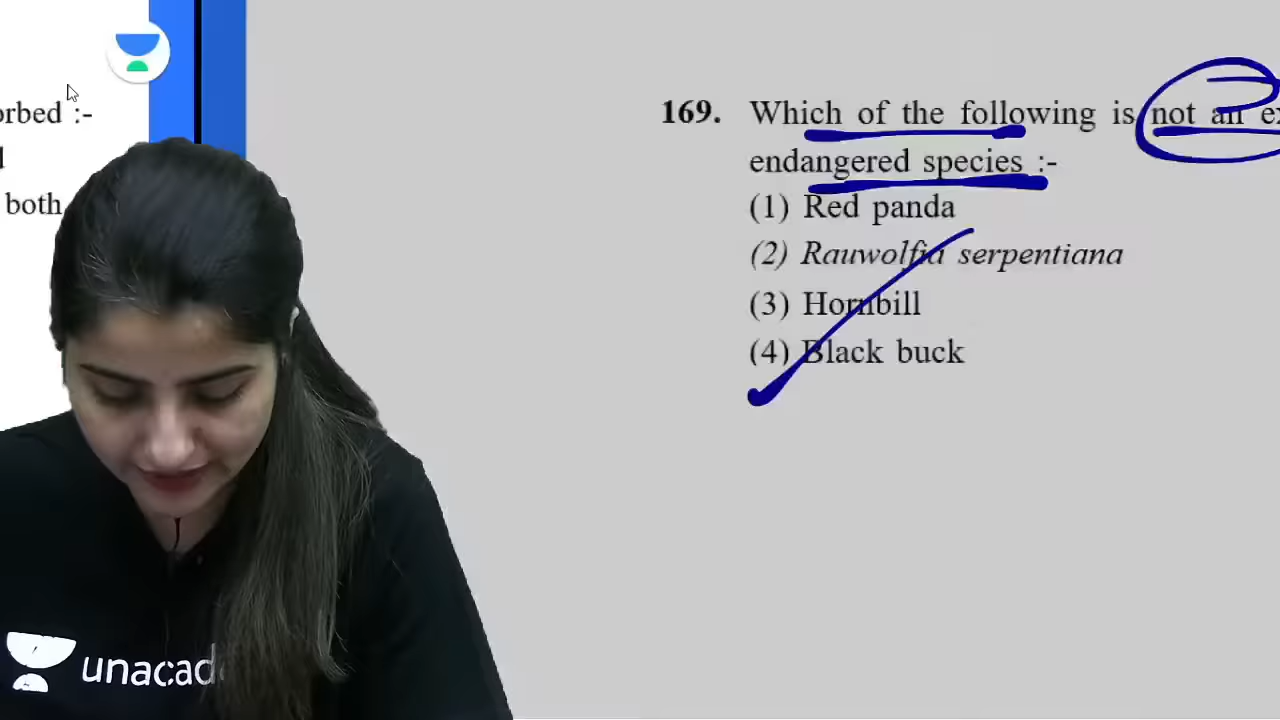 orbed :-
both
169. Which of the following is not an ex
endangered species :-
(1) Red panda
(2) Rauwolfia serpentiana
(3) Hornbill
(4) Black buck
unacad